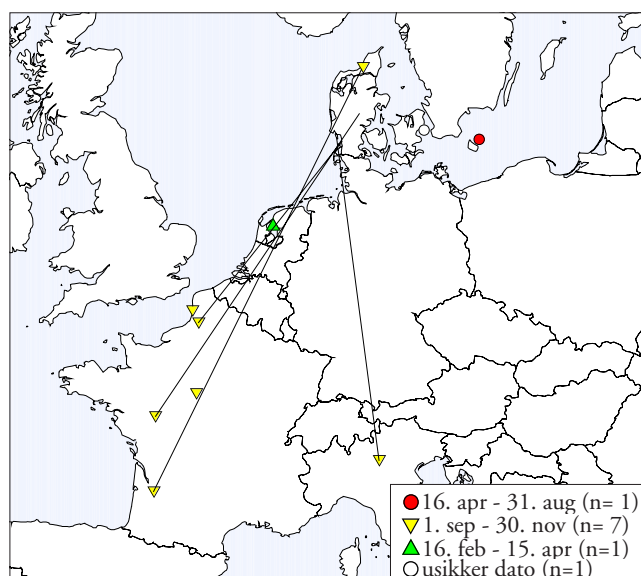 16. apr - 31. aug (n= 1)
1. sep - 30. nov (n= 7)
16. feb - 15. apr (n=1)
usikker dato (n=1)